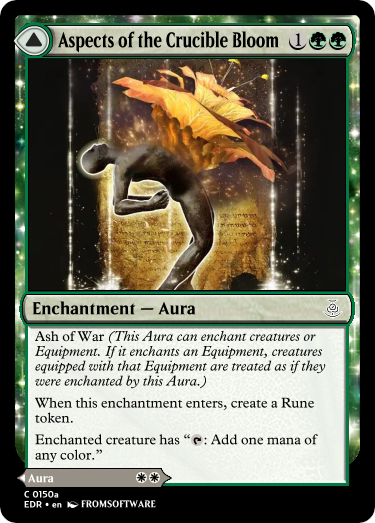 Aspects of the Crucible Bloom 1
Enchantment — Aura
Ash of War (This Aura can enchant creatures or
Equipment. If it enchants an Equipment, creatures
equipped with that Equipment are treated as if they
were enchanted by this Aura.)
When this enchantment enters, create a Rune
token.
Enchanted creature has “: Add one mana of
any color.”
Aura
C 0150a
EDR • en FROMSOFTWARE